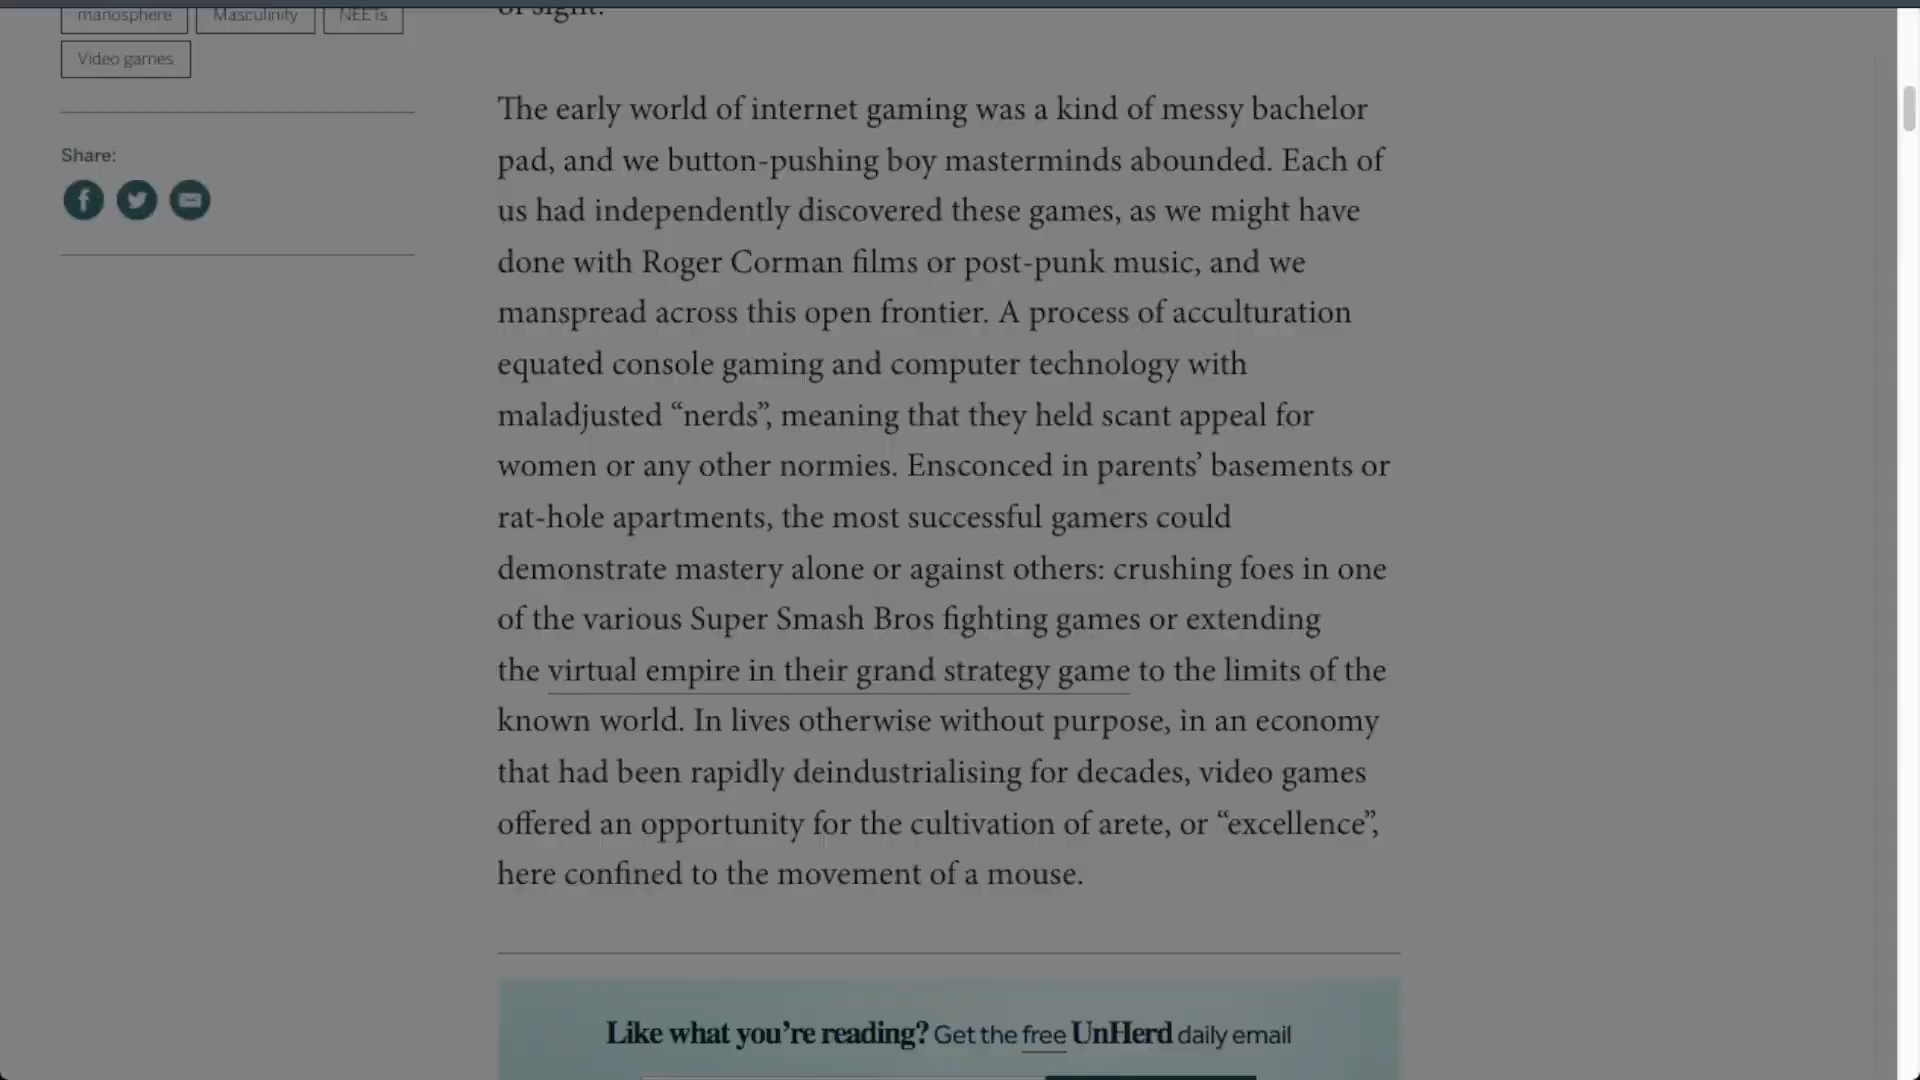 manosphere
Masculinity
NEETs
Video games
Share:
of sight.
The early world of internet gaming was a kind of messy bachelor
pad, and we button-pushing boy masterminds abounded. Each of
us had independently discovered these games, as we might have
done with Roger Corman films or post-punk music, and we
manspread across this open frontier. A process of acculturation
equated console gaming and computer technology with
maladjusted “nerds”, meaning that they held scant appeal for
women or any other normies. Ensconced in parents’ basements or
rat-hole apartments, the most successful gamers could
demonstrate mastery alone or against others: crushing foes in one
of the various Super Smash Bros fighting games or extending
the virtual empire in their grand strategy game to the limits of the
known world. In lives otherwise without purpose, in an economy
that had been rapidly deindustrialising for decades, video games
offered an opportunity for the cultivation of arete, or “excellence”,
here confined to the movement of a mouse.
Like what you’re reading? Get the free UnHerd daily email